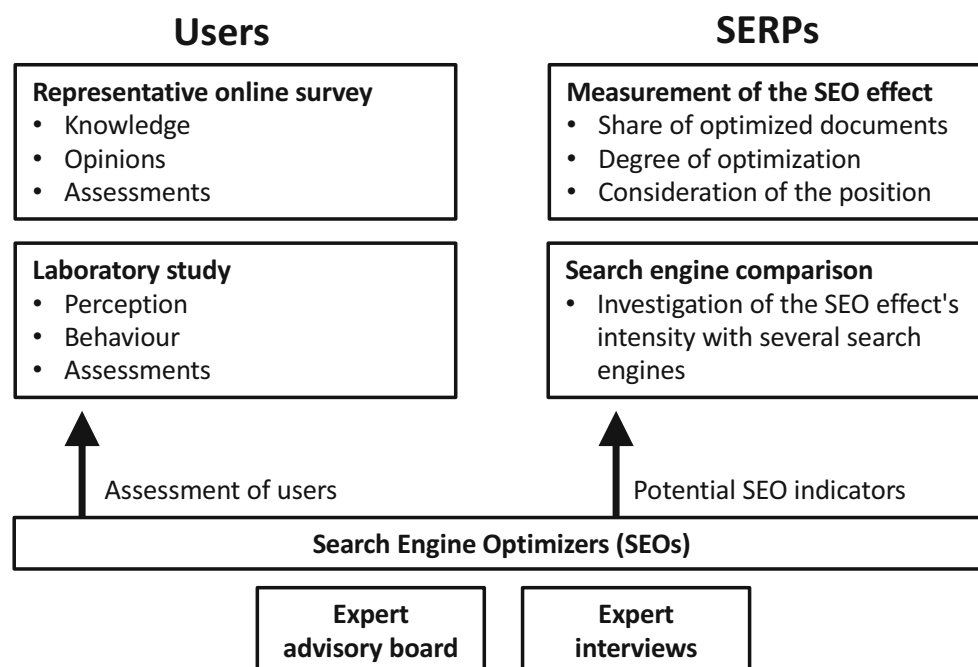 Users
Representative online survey
• Knowledge
• Opinions
• Assessments
Laboratory study
• Perception
• Behaviour
• Assessments
SERPs
Measurement of the SEO effect
• Share of optimized documents
• Degree of optimization
• Consideration of the position
Search engine comparison
• Investigation of the SEO effect's
intensity with several search
engines
Assessment of users
Potential SEO indicators
Search Engine Optimizers (SEOs)
Expert
advisory board
Expert
interviews